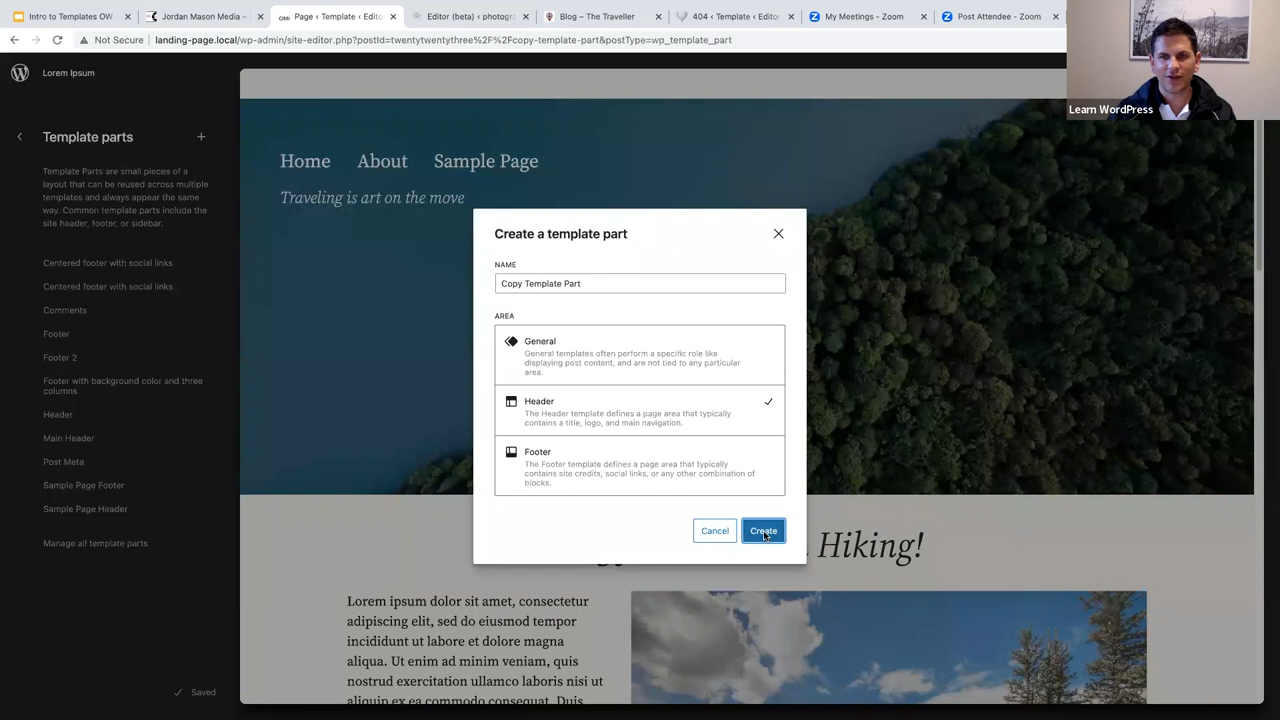 Intro to Templates OW
Jordan Mason Media –
Page ‹ Template ‹ Editor
Editor (beta) ‹ photogra
Blog – The Traveller
404 ‹ Template ‹ Editor
My Meetings - Zoom
Post Attendee - Zoom
Not Secure
landing-page.local/wp-admin/site-editor.php?postId=twentytwentythree%2F%2Fcopy-template-part&postType=wp_template_part
Learn WordPress
Lorem Ipsum
Template parts
Template Parts are small pieces of a
layout that can be reused across multiple
templates and always appear the same
way. Common template parts include the
site header, footer, or sidebar.
Centered footer with social links
Centered footer with social links
Comments
Footer
Footer 2
Footer with background color and three
columns
Header
Main Header
Post Meta
Sample Page Footer
Sample Page Header
Manage all template parts
Saved
Home About Sample Page
Traveling is art on the move
Create a template part
NAME
Copy Template Part
AREA
General
General templates often perform a specific role like
displaying post content, and are not tied to any particular
area.
Header
The Header template defines a page area that typically
contains a title, logo, and main navigation.
Footer
The Footer template defines a page area that typically
contains site credits, social links, or any other combination of
blocks.
Cancel
Create
Hiking!
Lorem ipsum dolor sit amet, consectetur
adipiscing elit, sed do eiusmod tempor
incididunt ut labore et dolore magna
aliqua. Ut enim ad minim veniam, quis
nostrud exercitation ullamco laboris nisi ut
aliquip ex ea commodo consequat. Duis